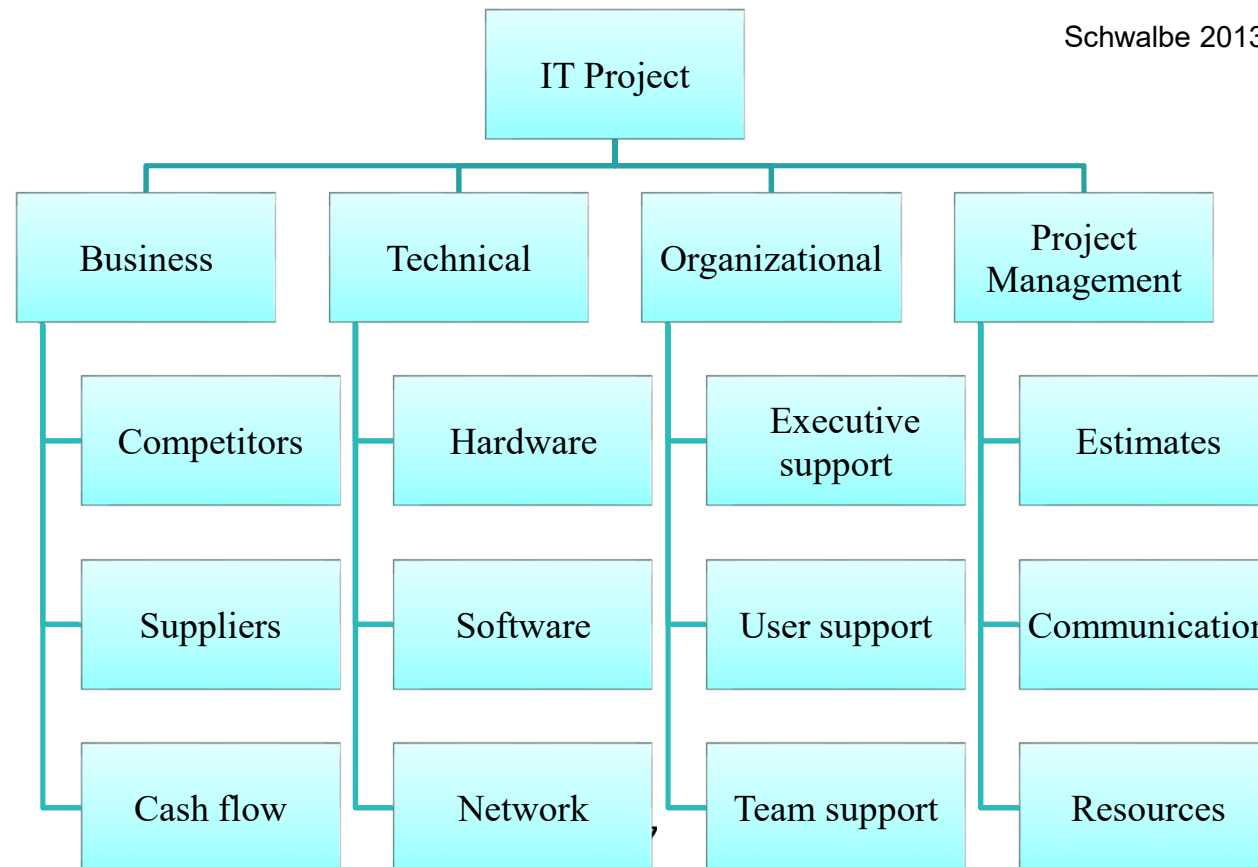 Schwalbe 2013
IT Project
Business
Technical
Organizational
Project
Management
Competitors
Hardware
Executive
support
Estimates
Suppliers
Software
User support
Communication
Cash flow
Network
Team support
Resources